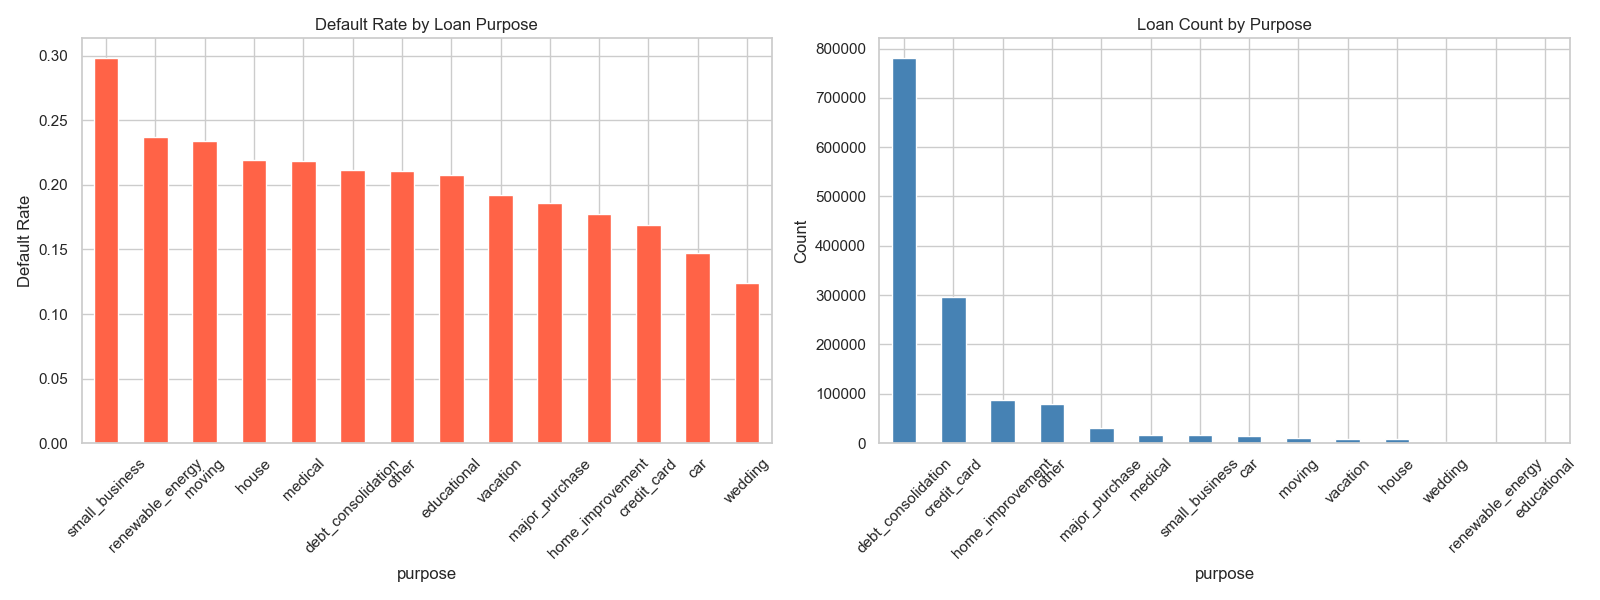 Default Rate by Loan Purpose
0.30
0.25
0.20
0.15
0.10
0.05
0.00
Default Rate
small_business
renewable_energy
moving
house
medical
debt_consolidation
other
educational
vacation
major_purchase
home_improvement
credit_card
car
wedding
purpose
Loan Count by Purpose
800000
700000
600000
500000
400000
300000
200000
100000
0
Count
debt_consolidation
credit_card
home_improvement
other
major_purchase
medical
small_business
car
moving
vacation
house
wedding
renewable_energy
educational
purpose